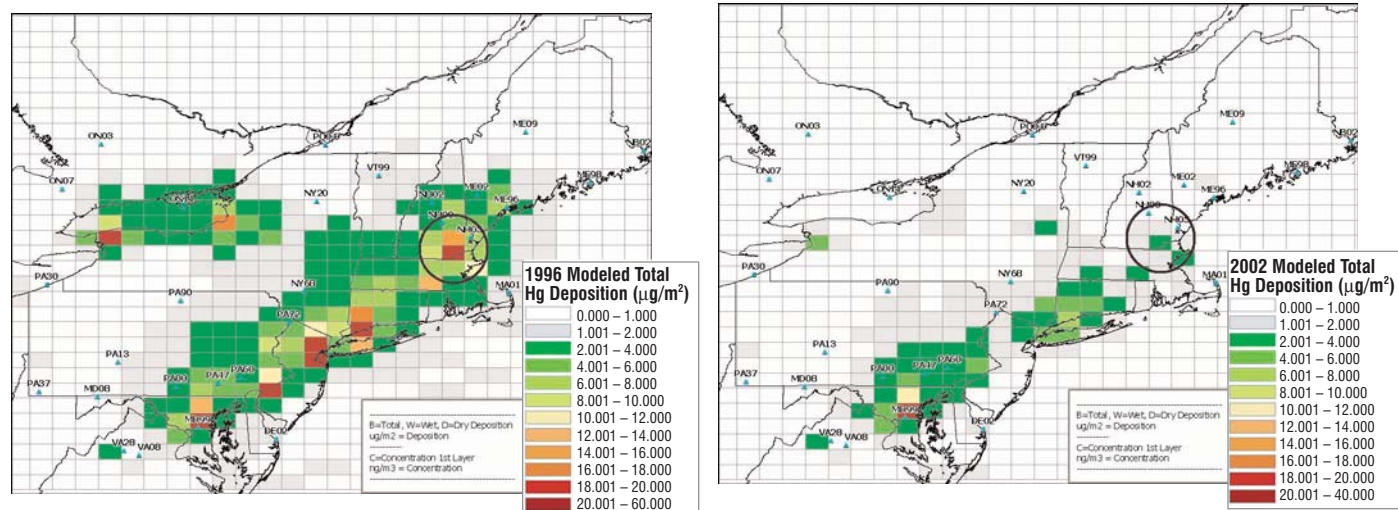 ON03
ME09
PQ04
NB02
ON07
VT99
ME98
NY20
NH02
ME02
ME96
NH00
NH05
PA30
PA90
NY68
MA01
PA72
PA13
PA00
PA47
PA60
PA37
MD08
MD99
DE02
VA28
VA08
B=Total, W=Wet, D=Dry Deposition
ug/m2 = Deposition
C=Concentration 1st Layer
ng/m3 = Concentration
1996 Modeled Total
Hg Deposition (µg/m²)
0.000 – 1.000
1.001 – 2.000
2.001 – 4.000
4.001 – 6.000
6.001 – 8.000
8.001 – 10.000
10.001 – 12.000
12.001 – 14.000
14.001 – 16.000
16.001 – 18.000
18.001 – 20.000
20.001 – 60.000
ON03
ME09
ON07
VT99
ME98
NY20
NH02
ME02
ME96
NH00
NH05
PA30
PA90
NY68
MA01
PA72
PA13
PA00
PA47
PA60
PA37
MD08
MD99
DE02
VA28
VA08
B=Total, W=Wet, D=Dry Deposition
ug/m2 = Deposition
C=Concentration 1st Layer
ng/m3 = Concentration
2002 Modeled Total
Hg Deposition (µg/m²)
0.000 – 1.000
1.001 – 2.000
2.001 – 4.000
4.001 – 6.000
6.001 – 8.000
8.001 – 10.000
10.001 – 12.000
12.001 – 14.000
14.001 – 16.000
16.001 – 18.000
18.001 – 20.000
20.001 – 40.000